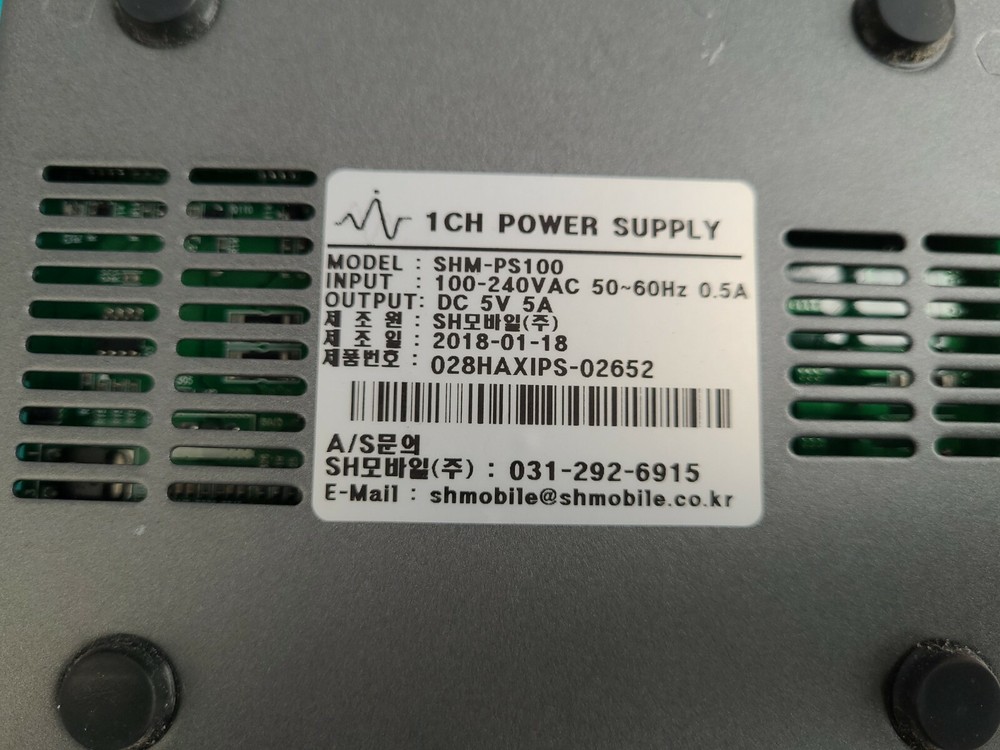 1CH POWER SUPPLY
MODEL : SHM-PS100
INPUT : 100-240VAC 50~60Hz 0.5A
OUTPUT: DC 5V 5A
제 조 원 : SH모바일(주)
제 조 일 : 2018-01-18
제품번호 : 028HAXIPS-02652
A/S문의
SH모바일(주) : 031-292-6915
E-Mail : shmobile@shmobile.co.kr